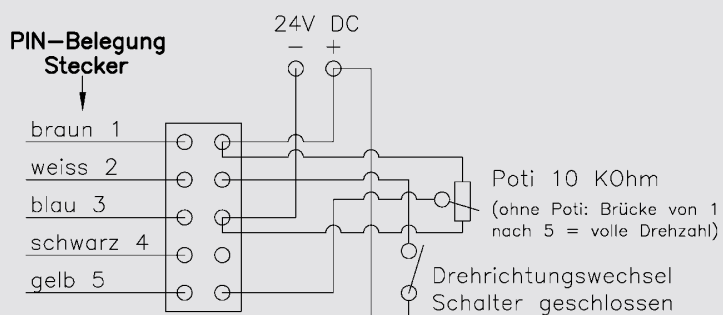 24V DC
− +
PIN−Belegung
Stecker
braun 1
weiss 2
blau 3
schwarz 4
gelb 5
Poti 10 KOhm
(ohne Poti: Brücke von 1
nach 5 = volle Drehzahl)
Drehrichtungswechsel
Schalter geschlossen